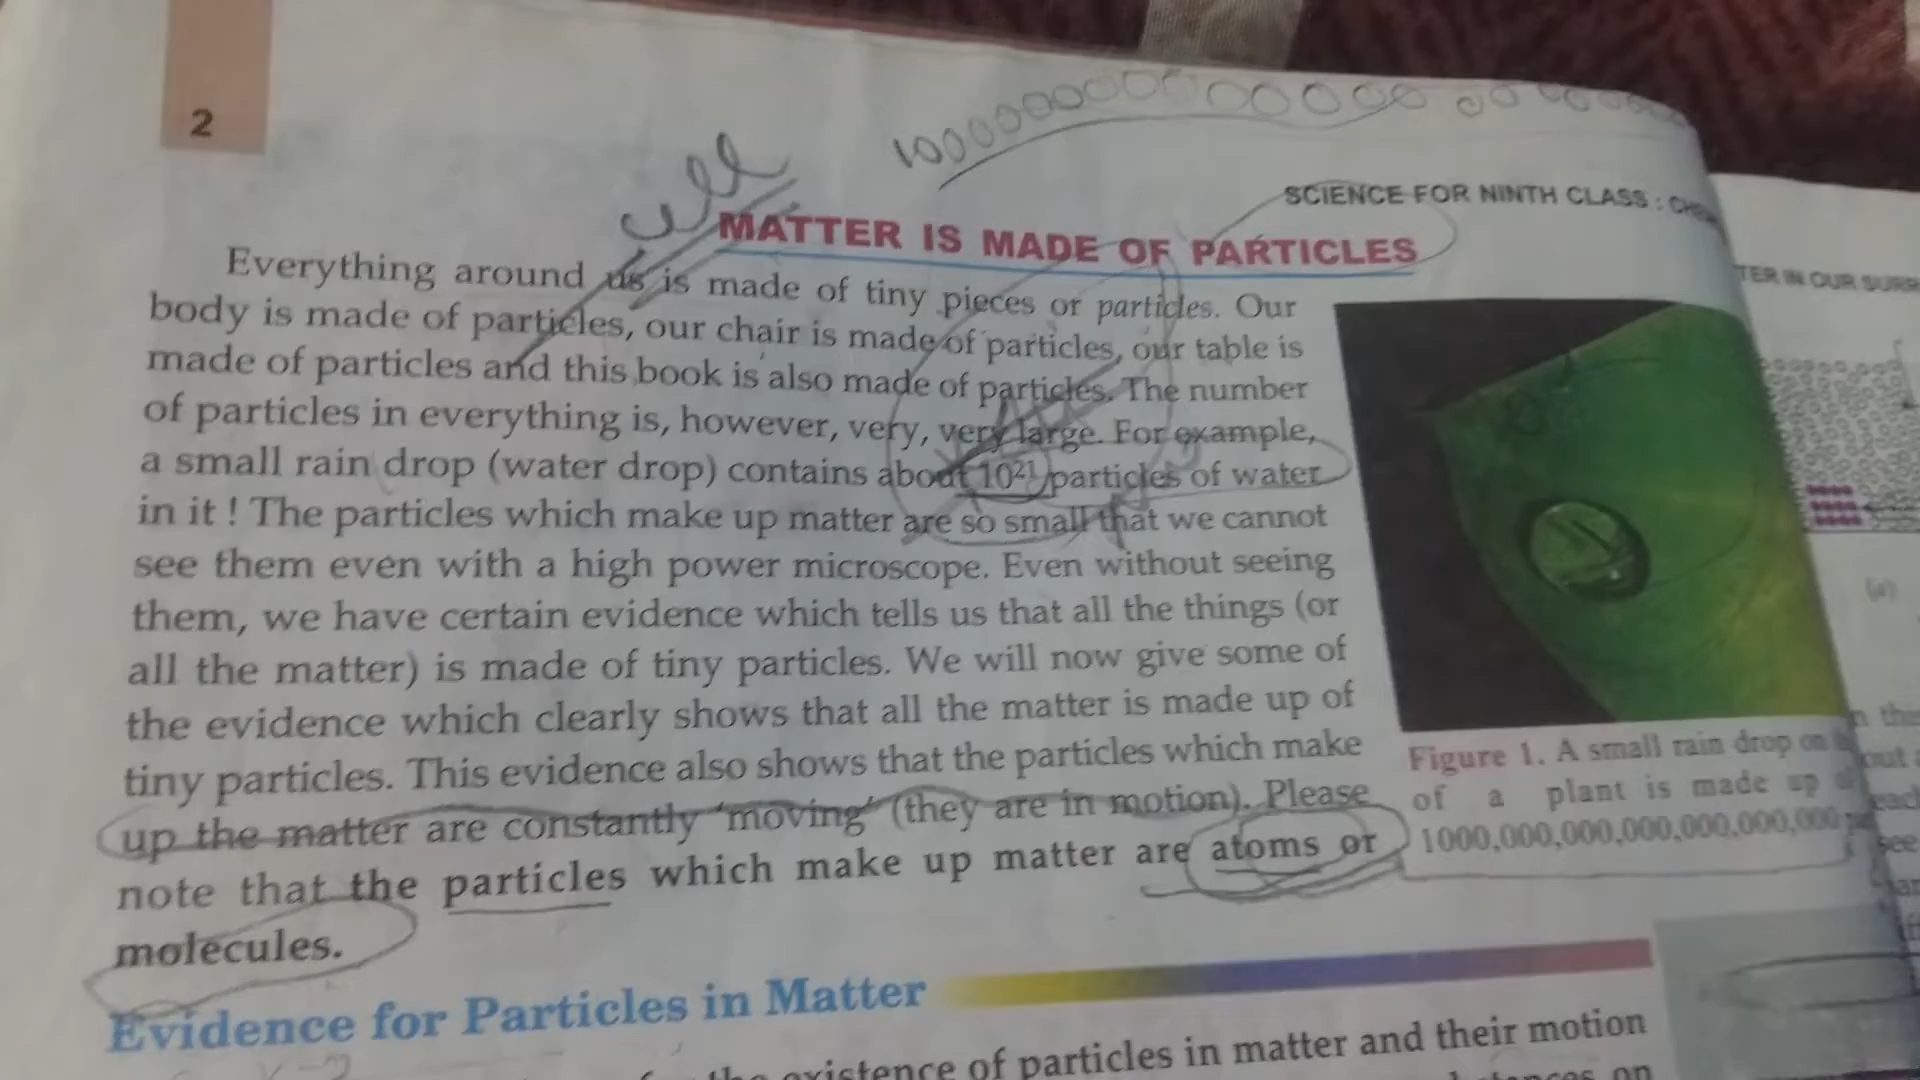 2
SCIENCE FOR NINTH CLASS :
MATTER IS MADE OF PARTICLES
Everything around us is made of tiny pieces or particles. Our
body is made of particles, our chair is made of particles, our table is
made of particles and this book is also made of particles. The number
of particles in everything is, however, very, very large. For example,
a small rain drop (water drop) contains about 10²¹ particles of water
in it ! The particles which make up matter are so small that we cannot
see them even with a high power microscope. Even without seeing
them, we have certain evidence which tells us that all the things (or
all the matter) is made of tiny particles. We will now give some of
the evidence which clearly shows that all the matter is made up of
tiny particles. This evidence also shows that the particles which make
up the matter are constantly 'moving' (they are in motion). Please
note that the particles which make up matter are atoms or
molecules.
Figure 1. A small rain drop on
of a plant is made up
1000,000,000,000,000,000,000
Evidence for Particles in Matter
existence of particles in matter and their motion
on
TER IN OUR
(a)